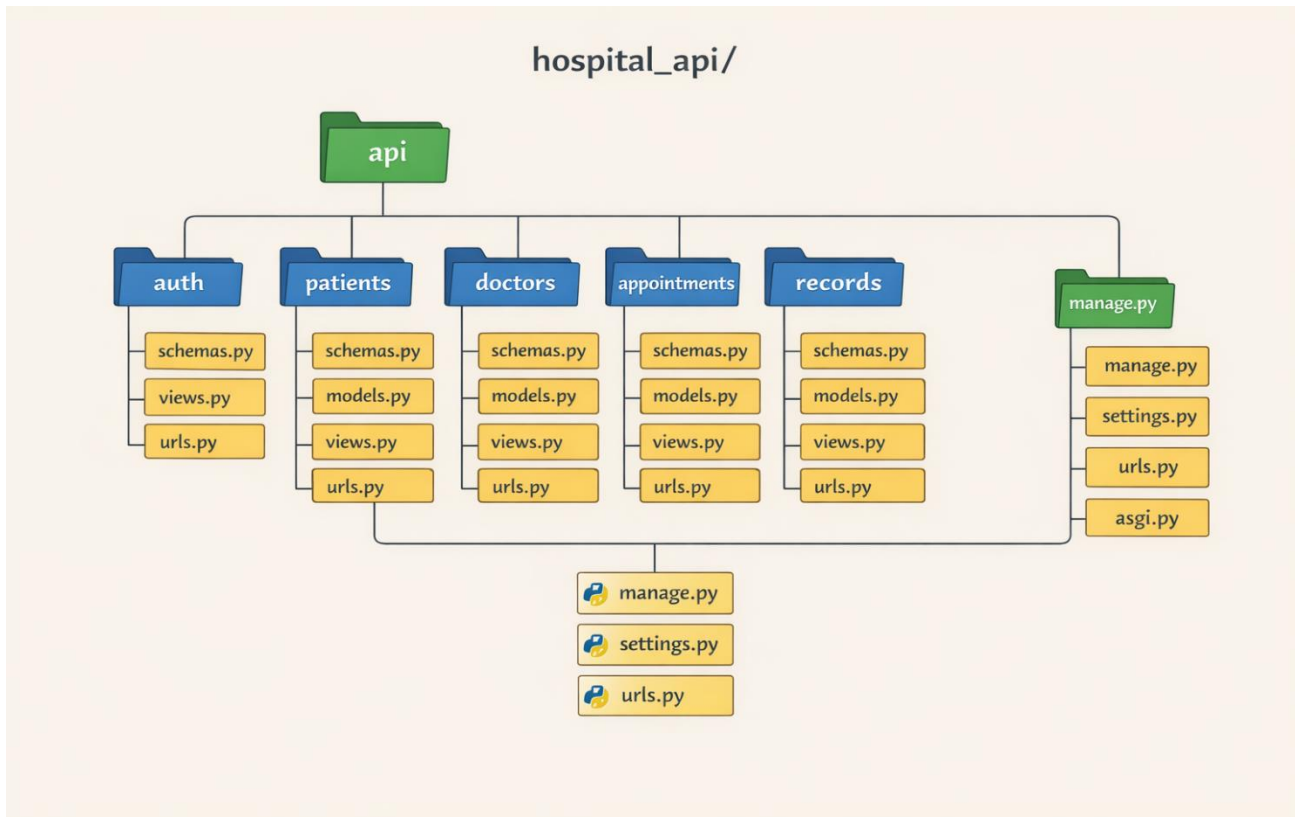 hospital_api/
api
auth
patients
doctors
appointments
records
manage.py
schemas.py
views.py
urls.py
schemas.py
models.py
views.py
urls.py
schemas.py
models.py
views.py
urls.py
schemas.py
models.py
views.py
urls.py
schemas.py
models.py
views.py
urls.py
manage.py
settings.py
urls.py
asgi.py
manage.py
settings.py
urls.py